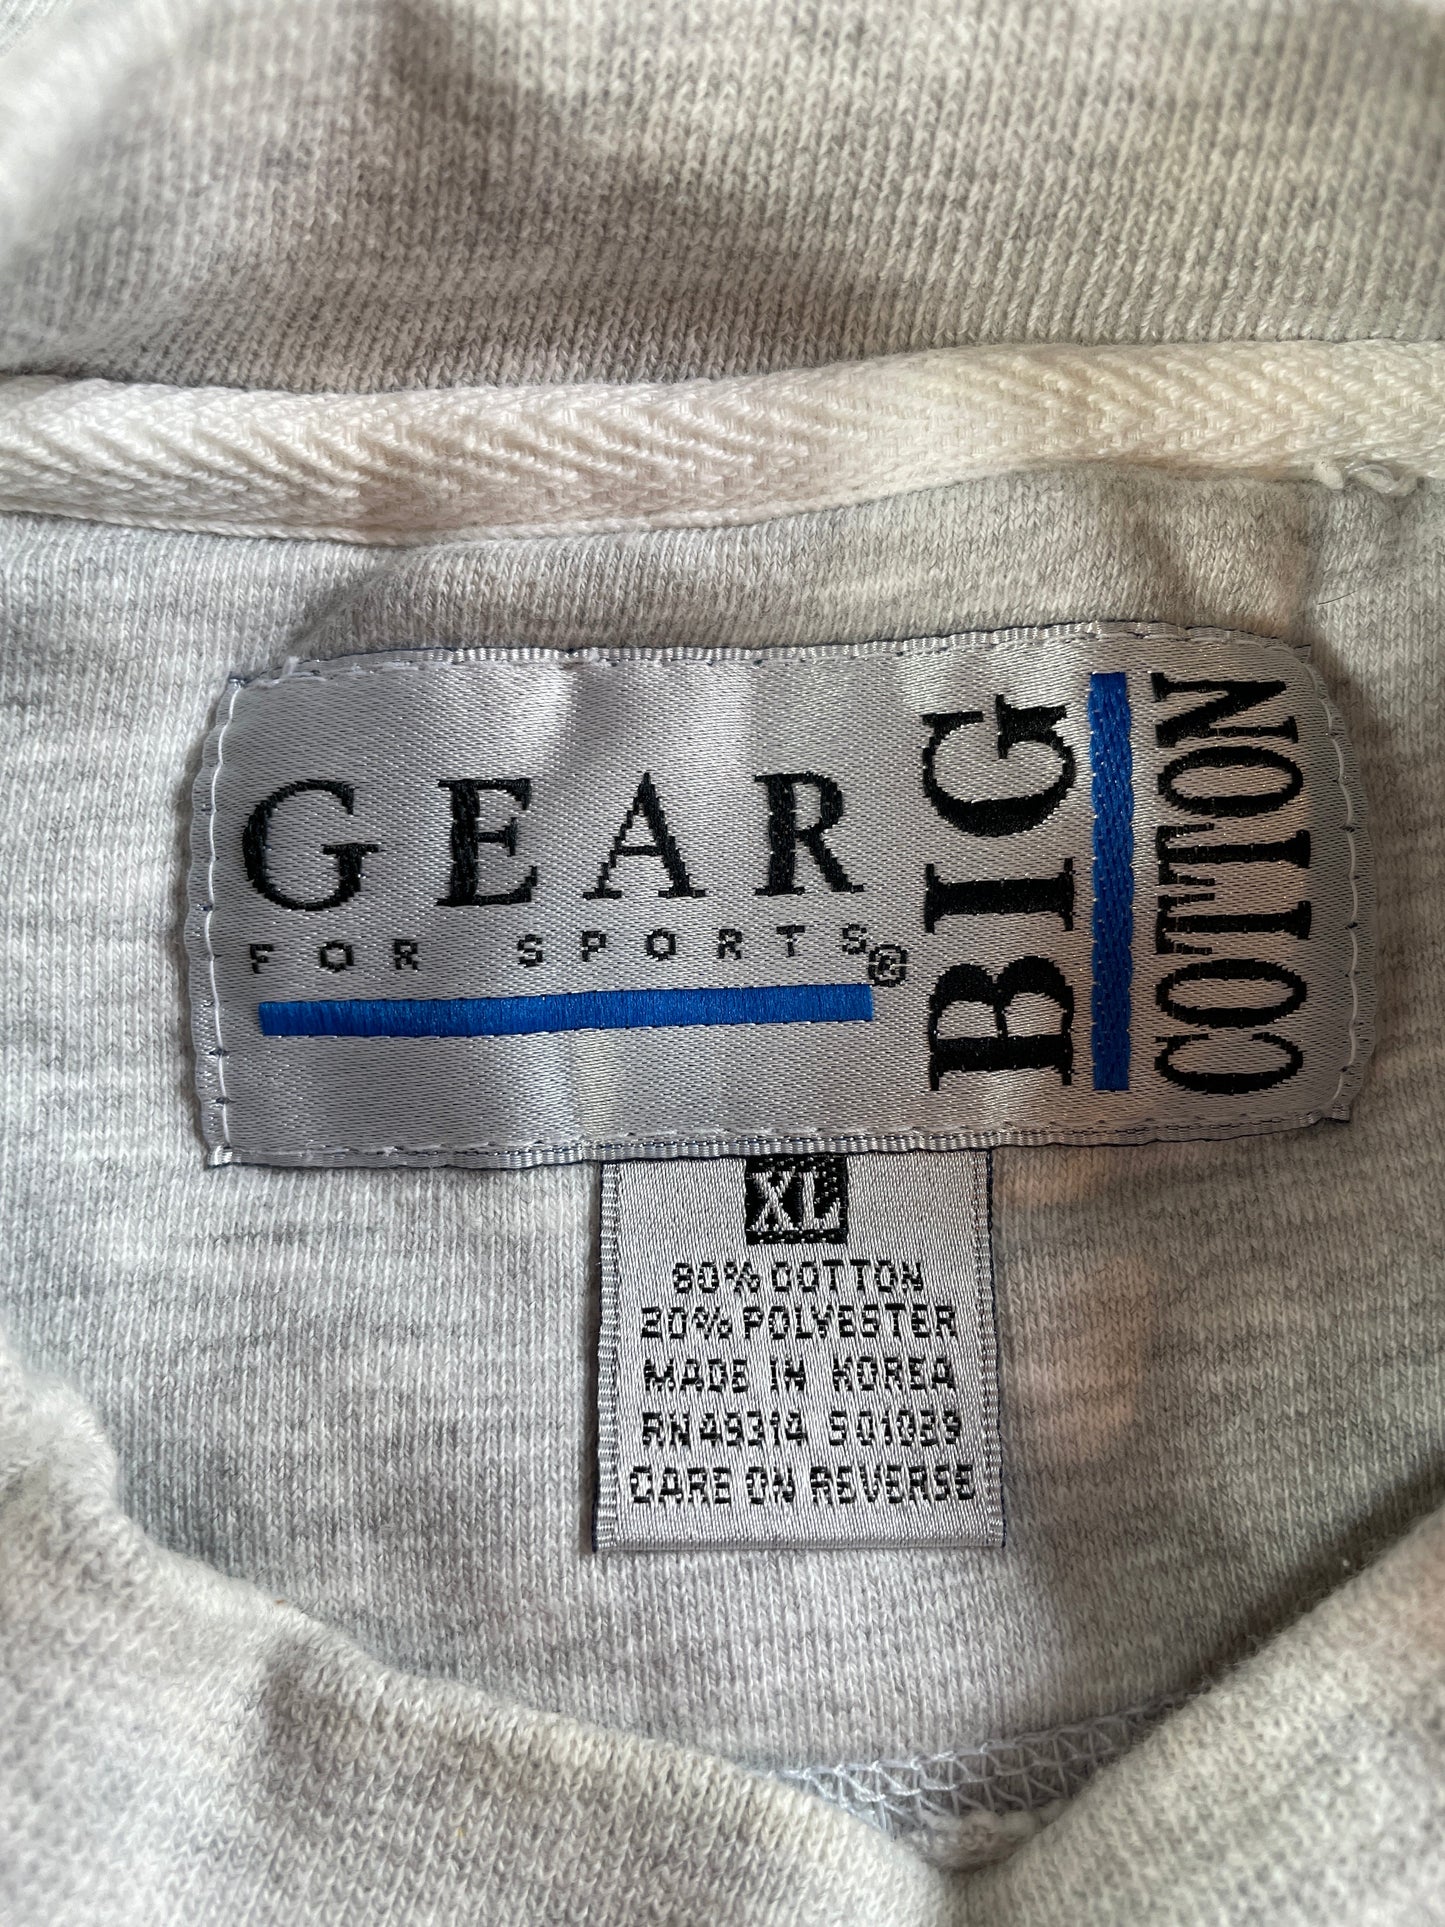 GEAR
FOR SPORTS®
BIG
COTTON
XL
80% COTTON
20% POLYESTER
MADE IN KOREA
RN 49314 S01039
CARE ON REVERSE